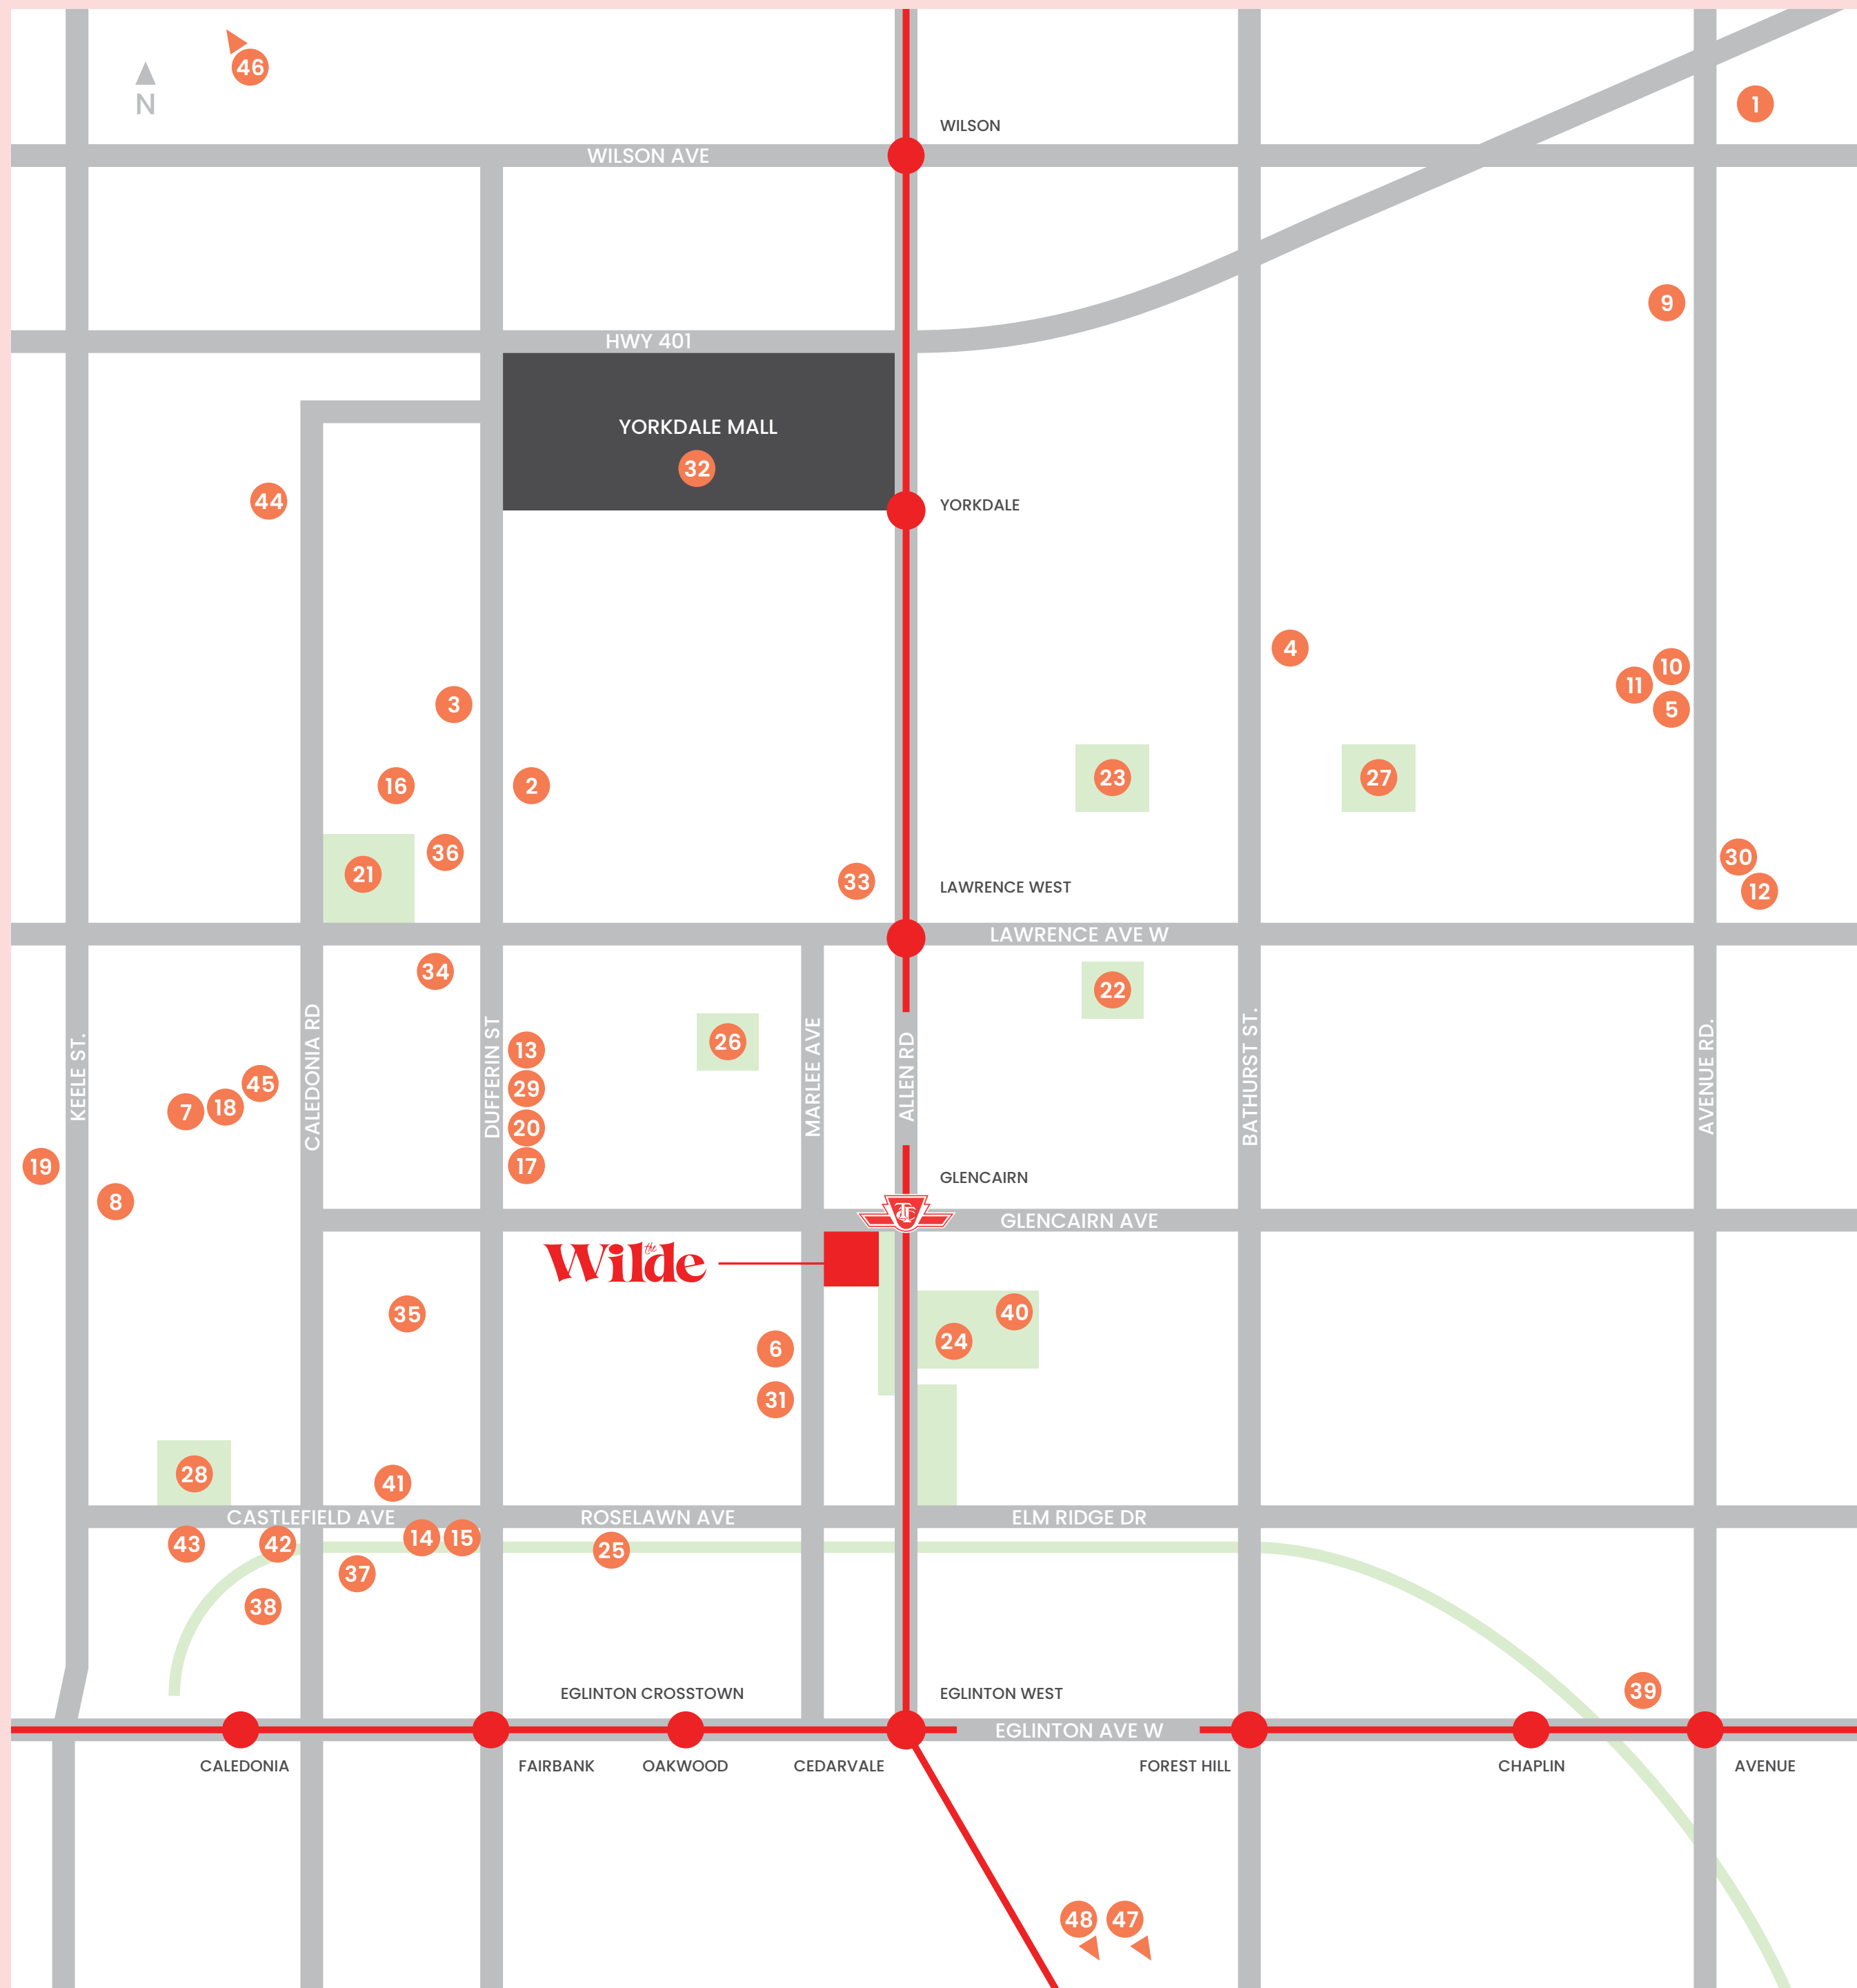 46
N
1
WILSON
WILSON AVE
9
HWY 401
YORKDALE MALL
32
44
YORKDALE
4
10
11
5
3
16
2
23
27
36
21
33
LAWRENCE WEST
30
12
LAWRENCE AVE W
34
22
26
13
29
20
17
KEELE ST.
CALEDONIA RD
DUFFERIN ST
MARLEE AVE
ALLEN RD
BATHURST ST.
AVENUE RD.
45
18
7
19
8
GLENCAIRN
TTC
GLENCAIRN AVE
the
Wilde
35
40
24
6
31
28
41
CASTLEFIELD AVE
ROSELAWN AVE
ELM RIDGE DR
43
42
14
15
25
37
38
39
EGLINTON CROSSTOWN
EGLINTON WEST
EGLINTON AVE W
CALEDONIA
FAIRBANK
OAKWOOD
CEDARVALE
FOREST HILL
CHAPLIN
AVENUE
48
47